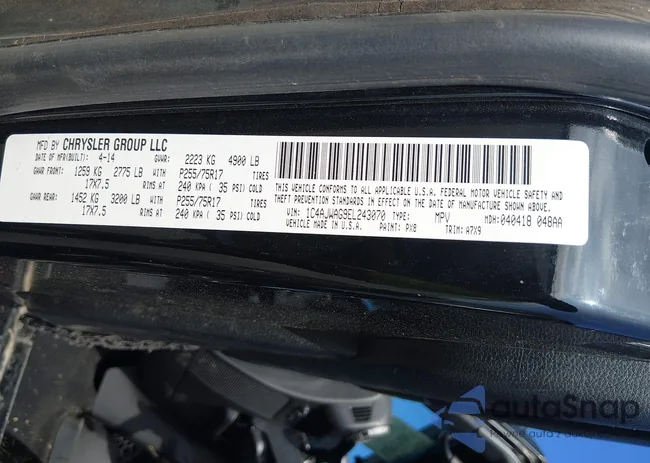 MFD BY CHRYSLER GROUP LLC
DATE OF MFR(BUILT): 4-14 GVWR: 2223 KG 4900 LB
GAWR FRONT: 1259 KG 2775 LB P255/75R17 TIRES
17X7.5 RIMS AT 240 KPA( 35 PSI) COLD
GAWR REAR: 1452 KG 3200 LB P255/75R17 TIRES
17X7.5 RIMS AT 240 KPA( 35 PSI) COLD
THIS VEHICLE CONFORMS TO ALL APPLICABLE U.S.A. FEDERAL MOTOR VEHICLE SAFETY AND
THEFT PREVENTION STANDARDS IN EFFECT ON THE DATE OF MANUFACTURE SHOWN ABOVE.
VIN: 1C4AJWAG9EL243070 TYPE: MPV MDH:040418 048AA
VEHICLE MADE IN U.S.A. PAINT: PX8 TRIM: A7X9
autoSnap